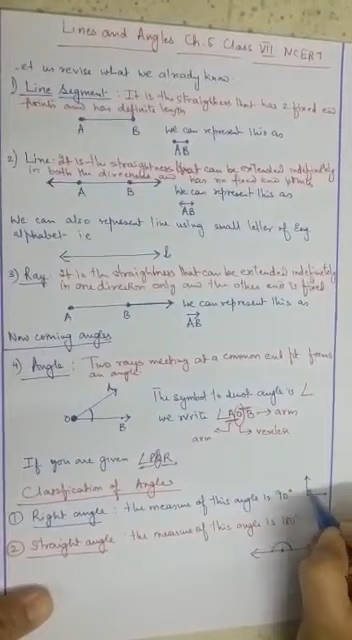 Lines and Angles Ch.5 Class VII NCERT
Let us revise what we already know.
1) Line Segment : It is the straightness that has 2 fixed end
points and has definite length
A B
we can represent this as
AB
2) Line: It is the straightness that can be extended indefinitely
in both the directions and has no fixed end points
A B
we can represent this as
AB
We can also represent line using small letter of Eng
alphabet - i.e
l
3) Ray It is the straightness that can be extended indefinitely
in one direction only and the other end is fixed
A B
we can represent this as
AB
Now coming angles
4) Angle : Two rays meeting at a common end pt forms
an angle.
A
O
B
The symbol to denot angle is ∠
we write ∠AOB → arm
arm
vertex
If you are given ∠PQR
Classification of Angles
① Right angle : the measure of this angle is 90°
② Straight angle : the measure of this angle is 180°